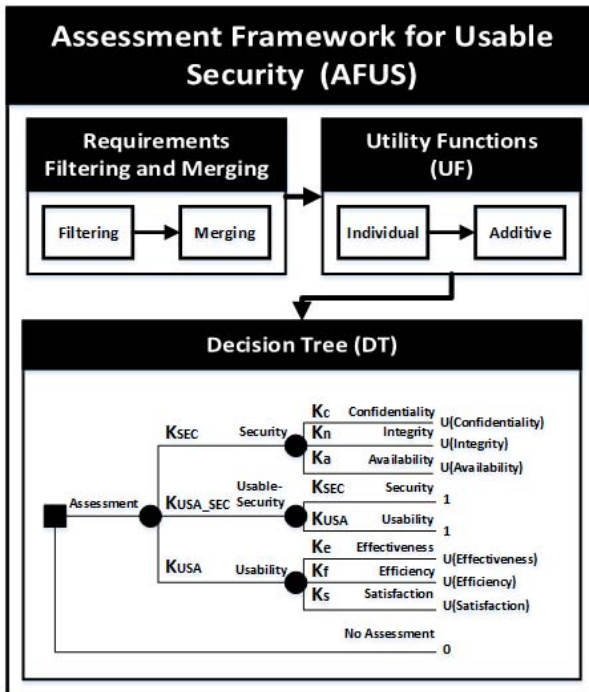 Assessment Framework for Usable
Security (AFUS)
Requirements
Filtering and Merging
Filtering
Merging
Utility Functions
(UF)
Individual
Additive
Decision Tree (DT)
Assessment
KSEC
Security
Kc
Confidentiality
U(Confidentiality)
Kn
Integrity
U(Integrity)
Ka
Availability
U(Availability)
KUSA_SEC
Usable-
Security
KSEC
Security
1
KUSA
Usability
1
KUSA
Usability
Ke
Effectiveness
U(Effectiveness)
Kf
Efficiency
U(Efficiency)
Ks
Satisfaction
U(Satisfaction)
No Assessment
0